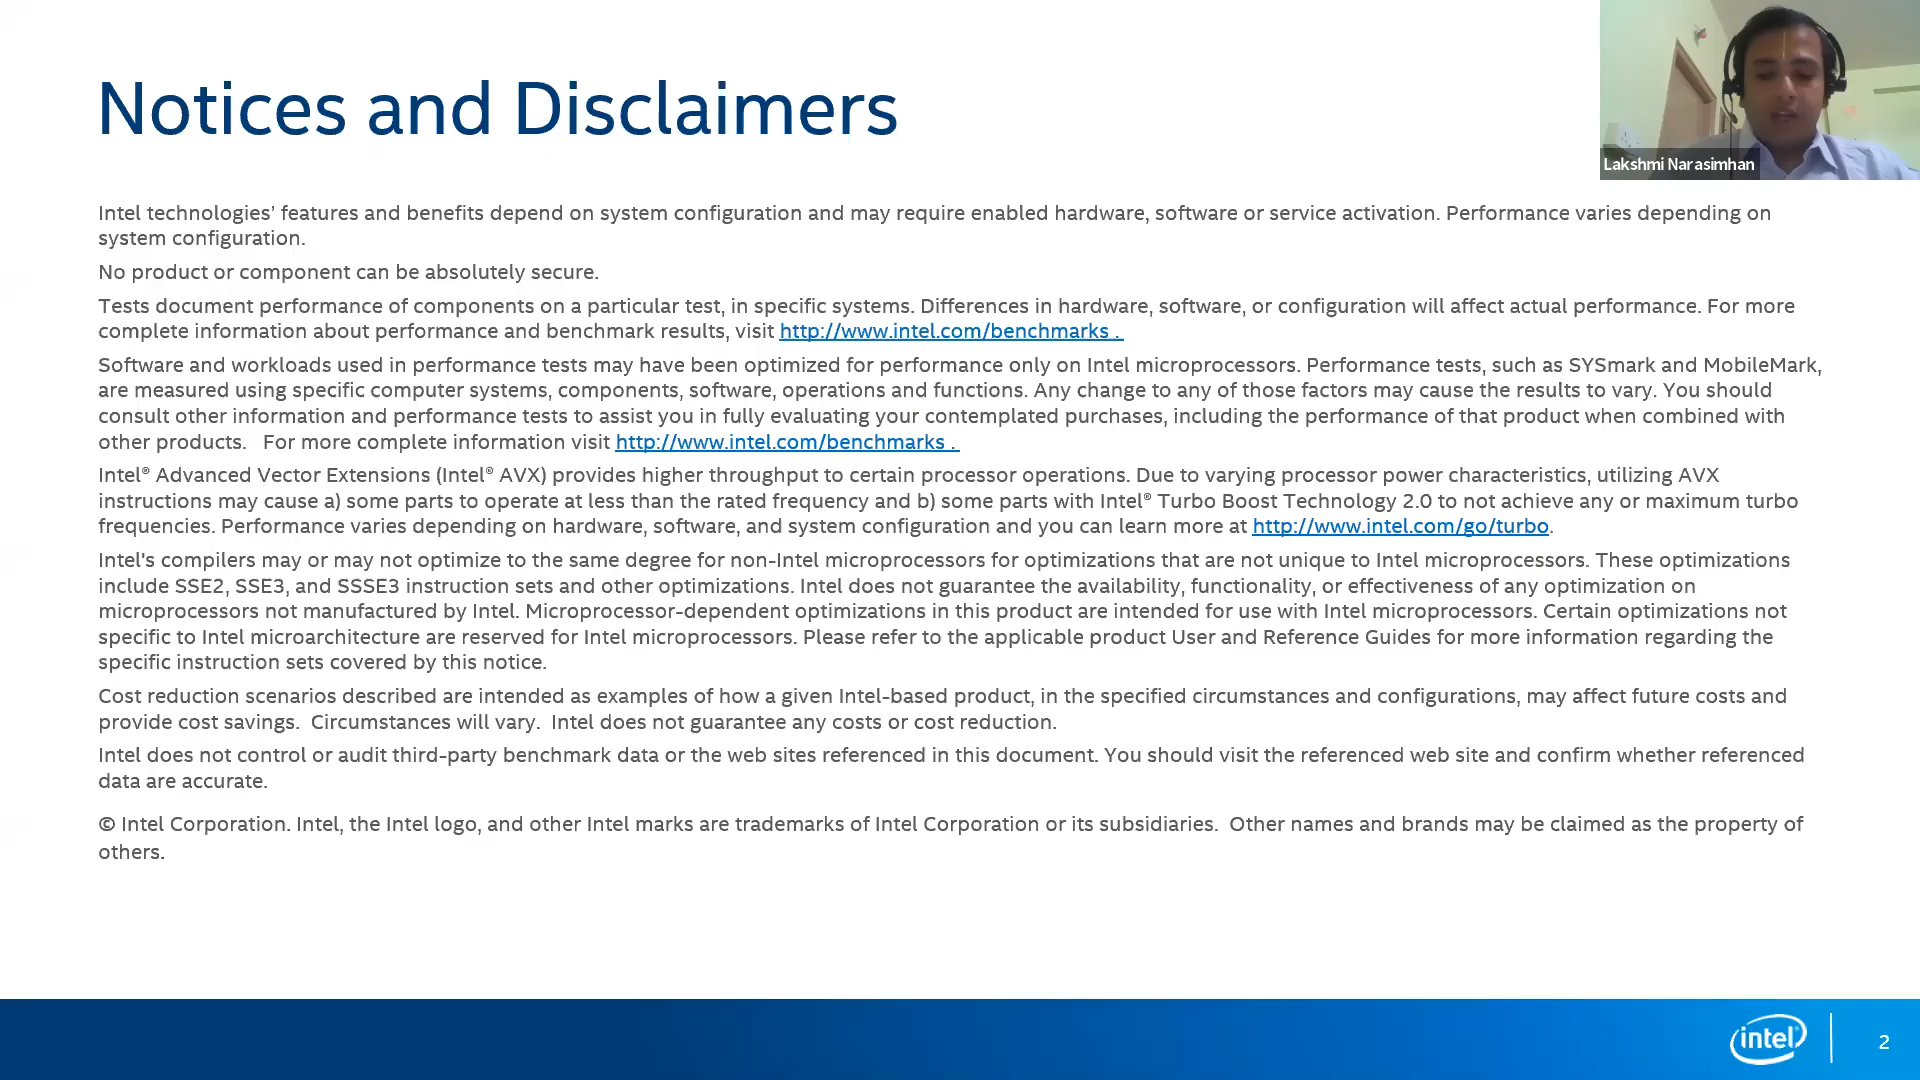 Notices and Disclaimers
Lakshmi Narasimhan
Intel technologies’ features and benefits depend on system configuration and may require enabled hardware, software or service activation. Performance varies depending on
system configuration.
No product or component can be absolutely secure.
Tests document performance of components on a particular test, in specific systems. Differences in hardware, software, or configuration will affect actual performance. For more
complete information about performance and benchmark results, visit http://www.intel.com/benchmarks .
Software and workloads used in performance tests may have been optimized for performance only on Intel microprocessors. Performance tests, such as SYSmark and MobileMark,
are measured using specific computer systems, components, software, operations and functions. Any change to any of those factors may cause the results to vary. You should
consult other information and performance tests to assist you in fully evaluating your contemplated purchases, including the performance of that product when combined with
other products.   For more complete information visit http://www.intel.com/benchmarks .
Intel® Advanced Vector Extensions (Intel® AVX) provides higher throughput to certain processor operations. Due to varying processor power characteristics, utilizing AVX
instructions may cause a) some parts to operate at less than the rated frequency and b) some parts with Intel® Turbo Boost Technology 2.0 to not achieve any or maximum turbo
frequencies. Performance varies depending on hardware, software, and system configuration and you can learn more at http://www.intel.com/go/turbo.
Intel's compilers may or may not optimize to the same degree for non-Intel microprocessors for optimizations that are not unique to Intel microprocessors. These optimizations
include SSE2, SSE3, and SSSE3 instruction sets and other optimizations. Intel does not guarantee the availability, functionality, or effectiveness of any optimization on
microprocessors not manufactured by Intel. Microprocessor-dependent optimizations in this product are intended for use with Intel microprocessors. Certain optimizations not
specific to Intel microarchitecture are reserved for Intel microprocessors. Please refer to the applicable product User and Reference Guides for more information regarding the
specific instruction sets covered by this notice.
Cost reduction scenarios described are intended as examples of how a given Intel-based product, in the specified circumstances and configurations, may affect future costs and
provide cost savings.  Circumstances will vary.  Intel does not guarantee any costs or cost reduction.
Intel does not control or audit third-party benchmark data or the web sites referenced in this document. You should visit the referenced web site and confirm whether referenced
data are accurate.
© Intel Corporation. Intel, the Intel logo, and other Intel marks are trademarks of Intel Corporation or its subsidiaries.  Other names and brands may be claimed as the property of
others.
intel®
2